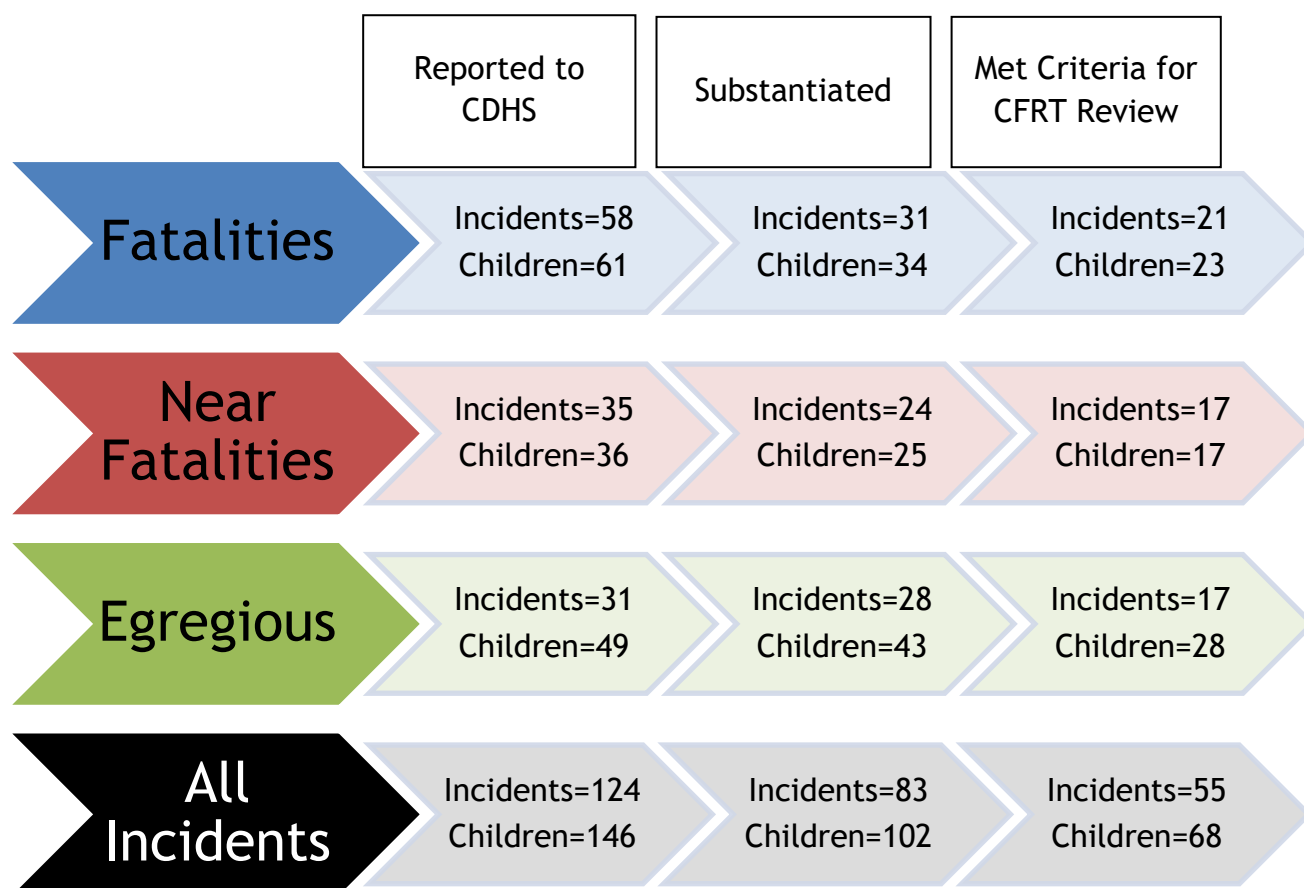 Reported to
CDHS
Substantiated
Met Criteria for
CFRT Review
Fatalities
Incidents=58
Children=61
Incidents=31
Children=34
Incidents=21
Children=23
Near
Fatalities
Incidents=35
Children=36
Incidents=24
Children=25
Incidents=17
Children=17
Egregious
Incidents=31
Children=49
Incidents=28
Children=43
Incidents=17
Children=28
All
Incidents
Incidents=124
Children=146
Incidents=83
Children=102
Incidents=55
Children=68